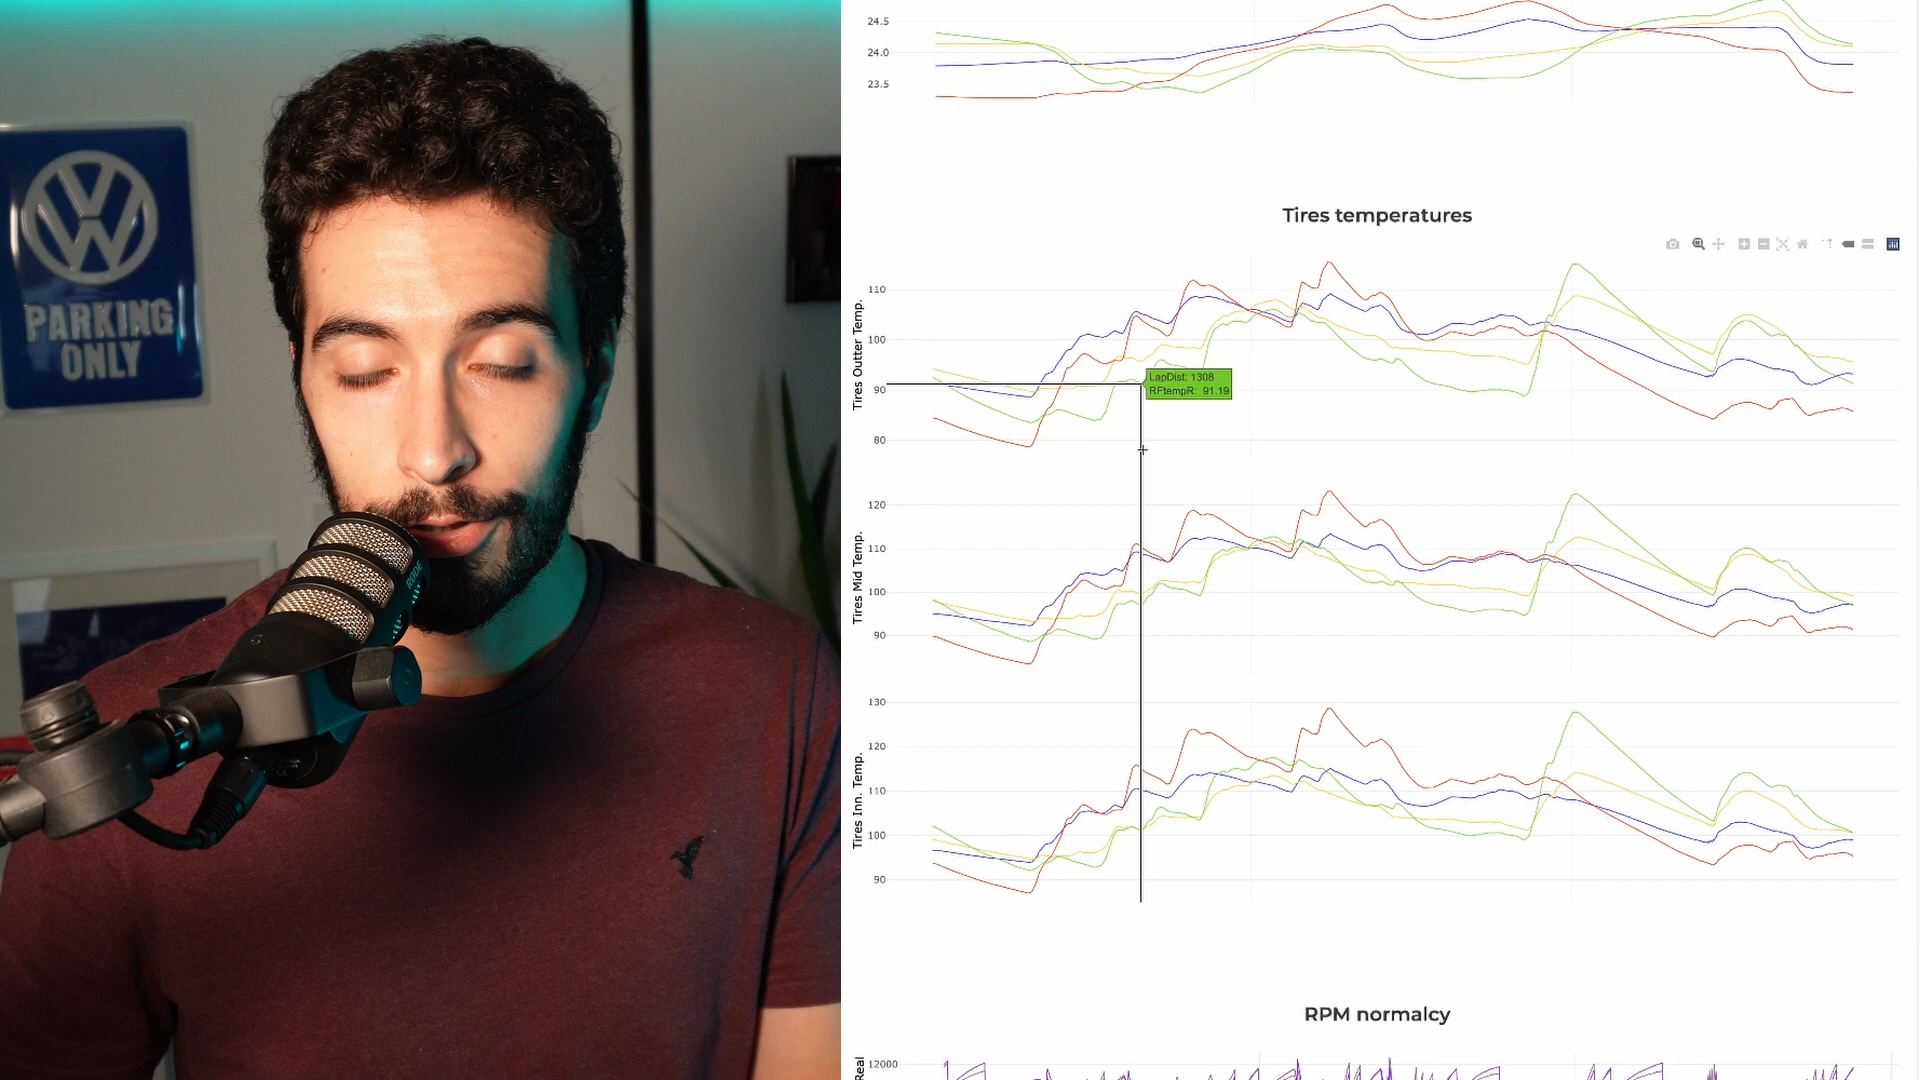 PARKING
ONLY
RODE
24.5
24.0
23.5
Tires temperatures
Tires Outter Temp.
110
100
90
80
LapDist: 1308
RFtempR: 91.19
Tires Mid Temp.
120
110
100
90
Tires Inn. Temp.
130
120
110
100
90
RPM normalcy
Real
12000